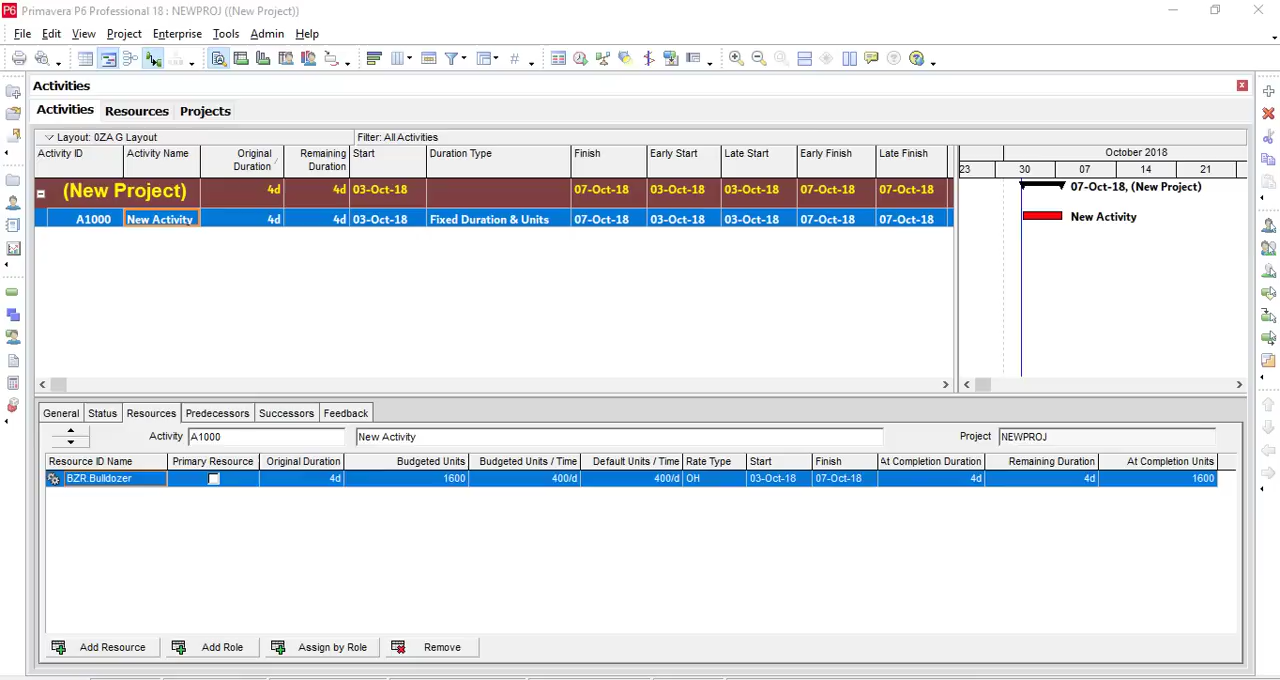 P6 Primavera P6 Professional 18 : NEWPROJ ((New Project))
File Edit View Project Enterprise Tools Admin Help
Activities
Activities Resources Projects
Layout: 0ZA G Layout Filter: All Activities
Activity ID Activity Name Original Duration Remaining Duration Start Duration Type Finish Early Start Late Start Early Finish Late Finish
October 2018
23 30 07 14 21
(New Project) 4d 4d 03-Oct-18 07-Oct-18 03-Oct-18 03-Oct-18 07-Oct-18 07-Oct-18 07-Oct-18, (New Project)
A1000 New Activity 4d 4d 03-Oct-18 Fixed Duration & Units 07-Oct-18 03-Oct-18 03-Oct-18 07-Oct-18 07-Oct-18 New Activity
General Status Resources Predecessors Successors Feedback
Activity A1000 New Activity Project NEWPROJ
Resource ID Name Primary Resource Original Duration Budgeted Units Budgeted Units / Time Default Units / Time Rate Type Start Finish At Completion Duration Remaining Duration At Completion Units
BZR.Bulldozer 4d 1600 400/d 400/d OH 03-Oct-18 07-Oct-18 4d 4d 1600
Add Resource Add Role Assign by Role Remove